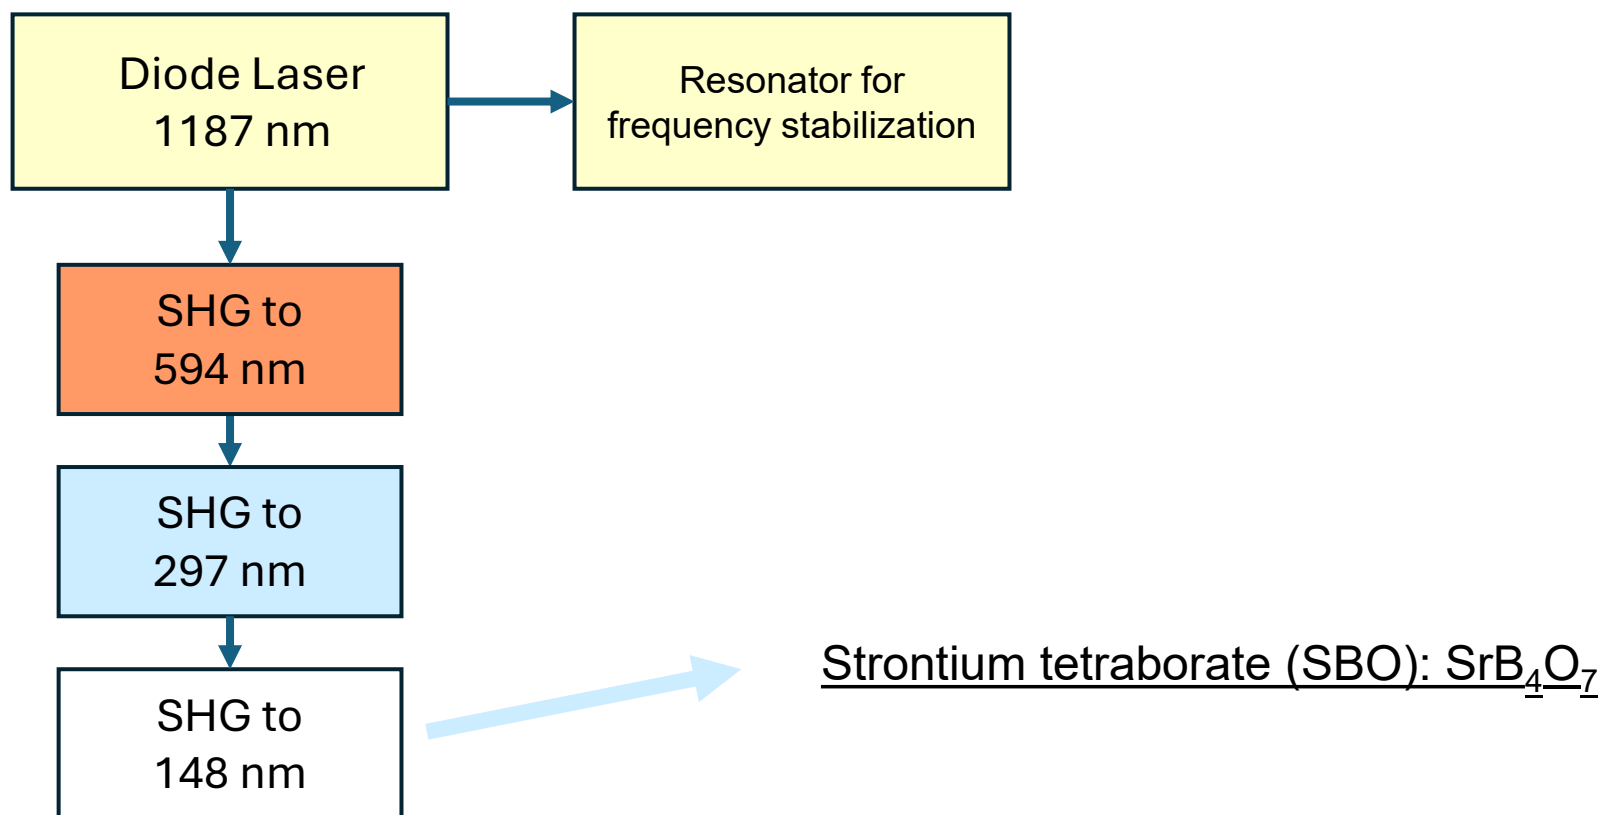 Diode Laser
1187 nm
Resonator for
frequency stabilization
SHG to
594 nm
SHG to
297 nm
SHG to
148 nm
Strontium tetraborate (SBO): SrB₄O₇